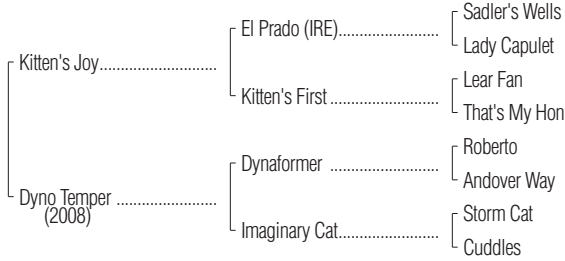 Sadler's Wells
El Prado (IRE)........................
Lady Capulet
Kitten's Joy............................
Lear Fan
Kitten's First ..........................
That's My Hon
Roberto
Dynaformer ..........................
Andover Way
Dyno Temper ........................
(2008)
Storm Cat
Imaginary Cat........................
Cuddles